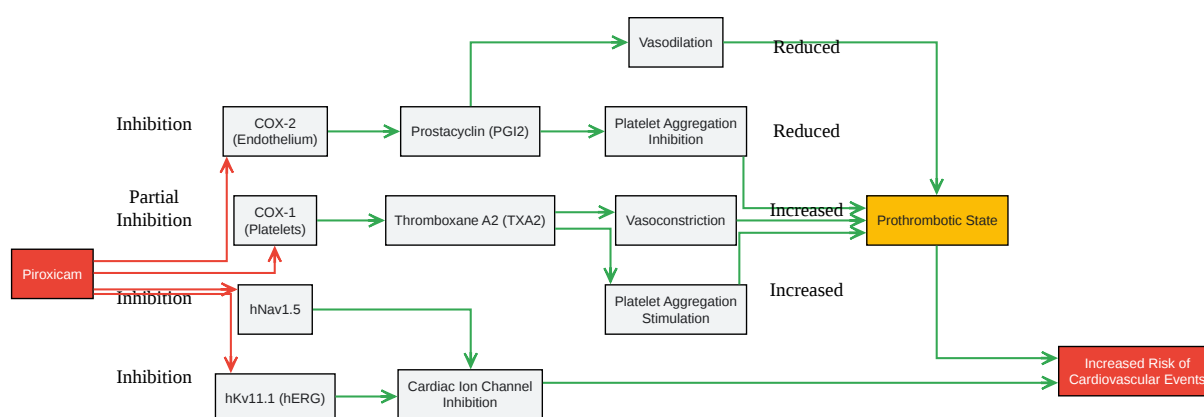 Vasodilation
Reduced
Inhibition
COX-2
(Endothelium)
Prostacyclin (PGI2)
Platelet Aggregation
Inhibition
Reduced
Partial
Inhibition
COX-1
(Platelets)
Thromboxane A2 (TXA2)
Vasoconstriction
Increased
Prothrombotic State
Piroxicam
Inhibition
hNav1.5
Platelet Aggregation
Stimulation
Increased
Inhibition
hKv11.1 (hERG)
Cardiac Ion Channel
Inhibition
Increased Risk of
Cardiovascular Events